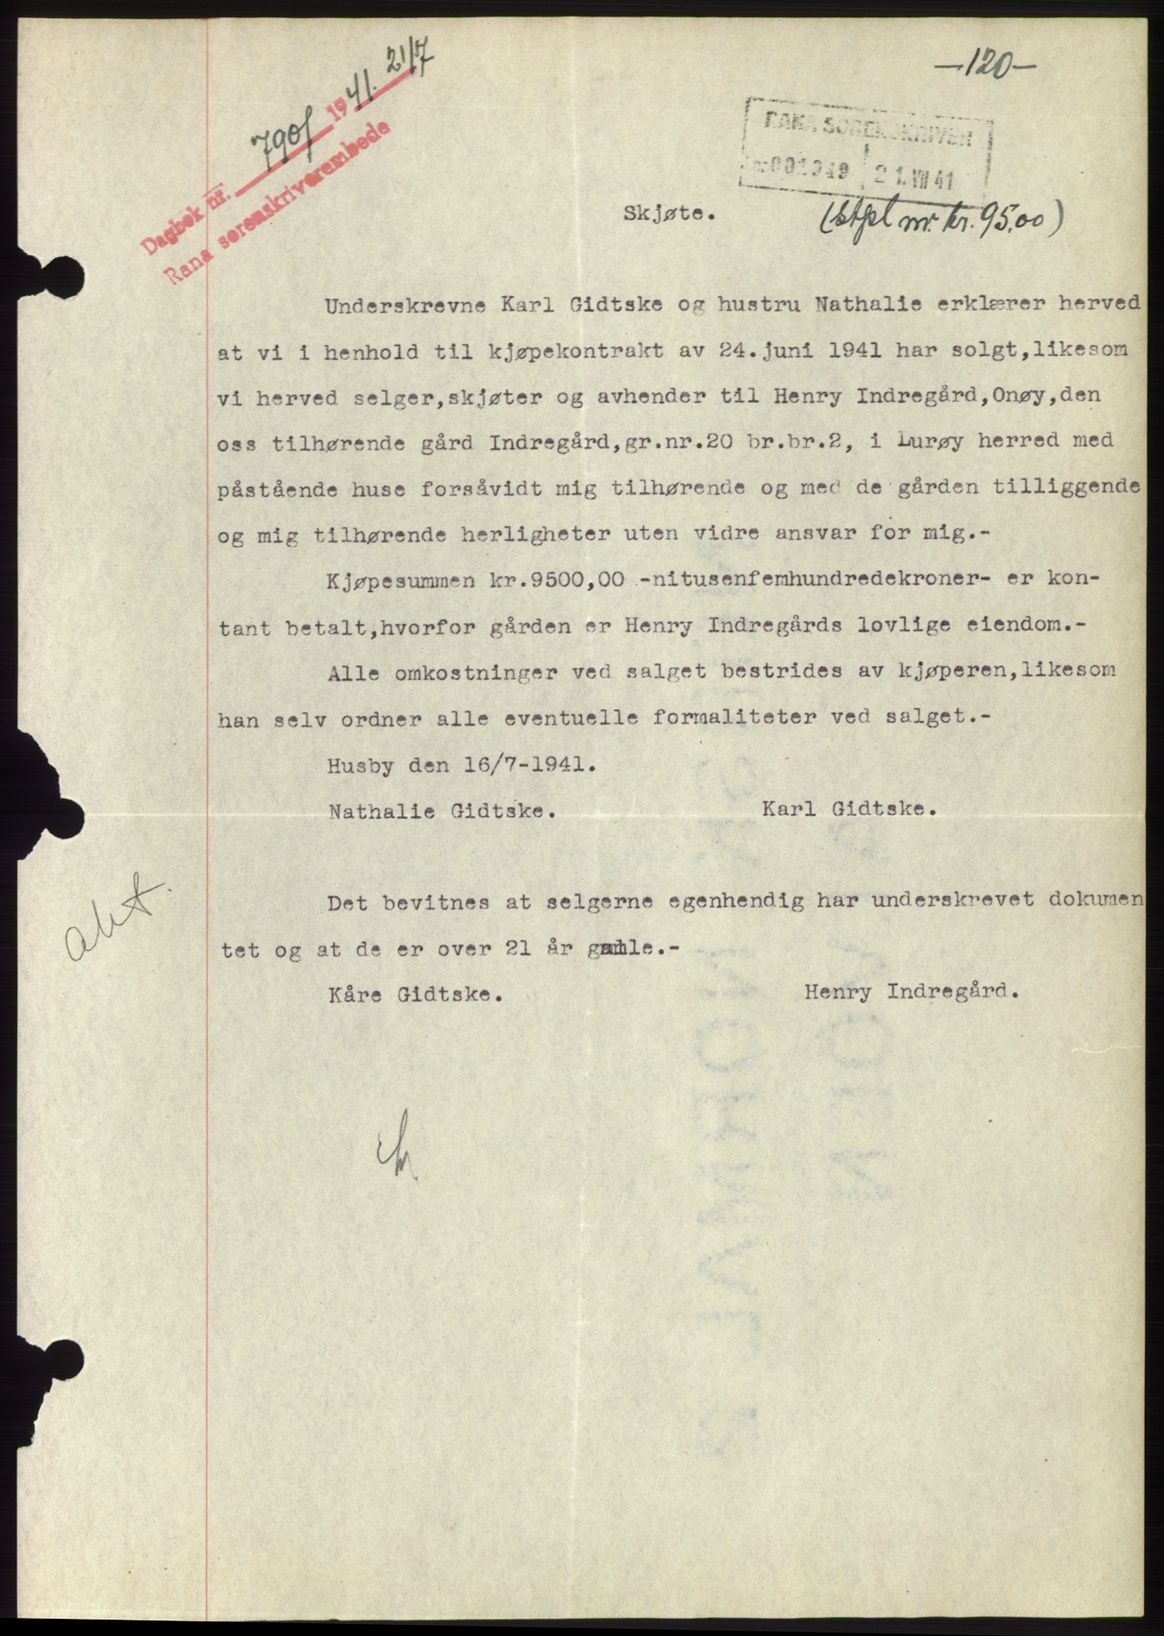 —120—
Dagbok nr. 790/ 1941. 21/7
Rana sorenskriverembede
RANA SORENSKRIVER
21.VII 41
Skjøte.
(Stpl mr. kr. 95,00)
Underskrevne Karl Gidtske og hustru Nathalie erklærer herved
at vi i henhold til kjøpekontrakt av 24.juni 1941 har solgt,likesom
vi herved selger,skjøter og avhender til Henry Indregård,Onøy,den
oss tilhørende gård Indregård,gr.nr.20 br.br.2, i Lurøy herred med
påstående huse forsåvidt mig tilhørende og med de gården tilliggende
og mig tilhørende herligheter uten vidre ansvar for mig.-
Kjøpesummen kr.9500,00 -nitusenfemhundredekroner- er kon-
tant betalt,hvorfor gården er Henry Indregårds lovlige eiendom.-
Alle omkostninger ved salget bestrides av kjøperen,likesom
han selv ordner alle eventuelle formaliteter ved salget.-
Husby den 16/7-1941.
Nathalie Gidtske. Karl Gidtske.
Det bevitnes at selgerne egenhendig har underskrevet dokumen
tet og at de er over 21 år gamle.-
Kåre Gidtske. Henry Indregård.